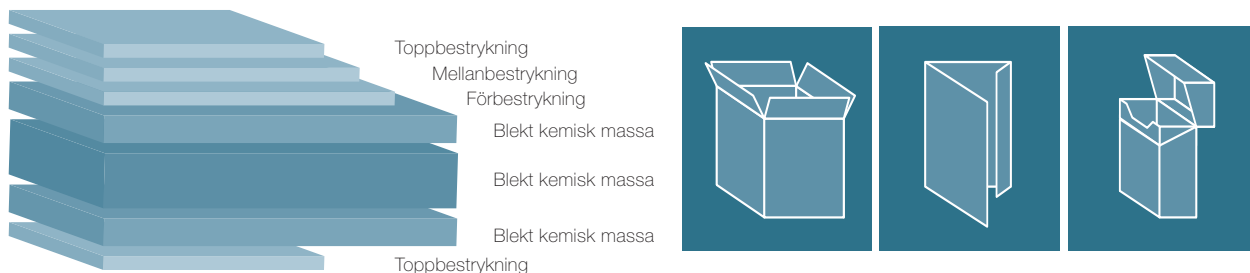 Toppbestrykning
Mellanbestrykning
Förbestrykning
Blekt kemisk massa
Blekt kemisk massa
Blekt kemisk massa
Toppbestrykning